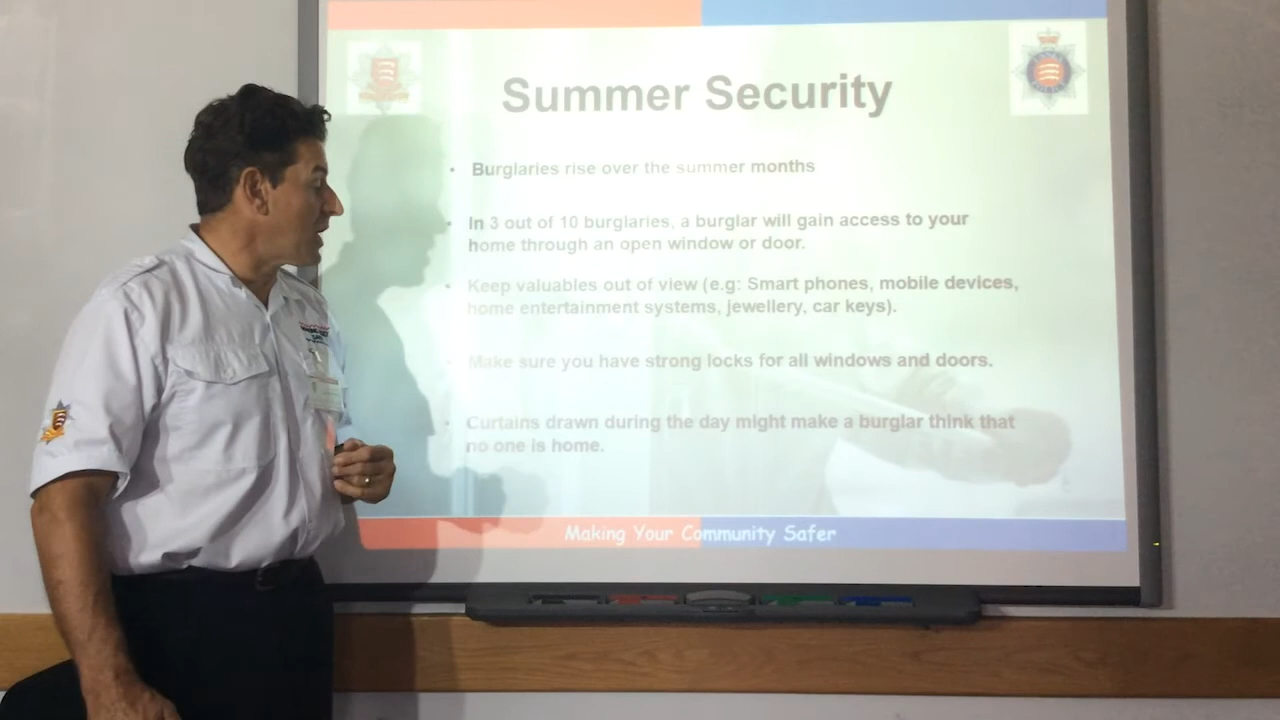 Summer Security
• Burglaries rise over the summer months
• In 3 out of 10 burglaries, a burglar will gain access to your
home through an open window or door.
• Keep valuables out of view (e.g: Smart phones, mobile devices,
home entertainment systems, jewellery, car keys).
• Make sure you have strong locks for all windows and doors.
• Curtains drawn during the day might make a burglar think that
no one is home.
Making Your Community Safer